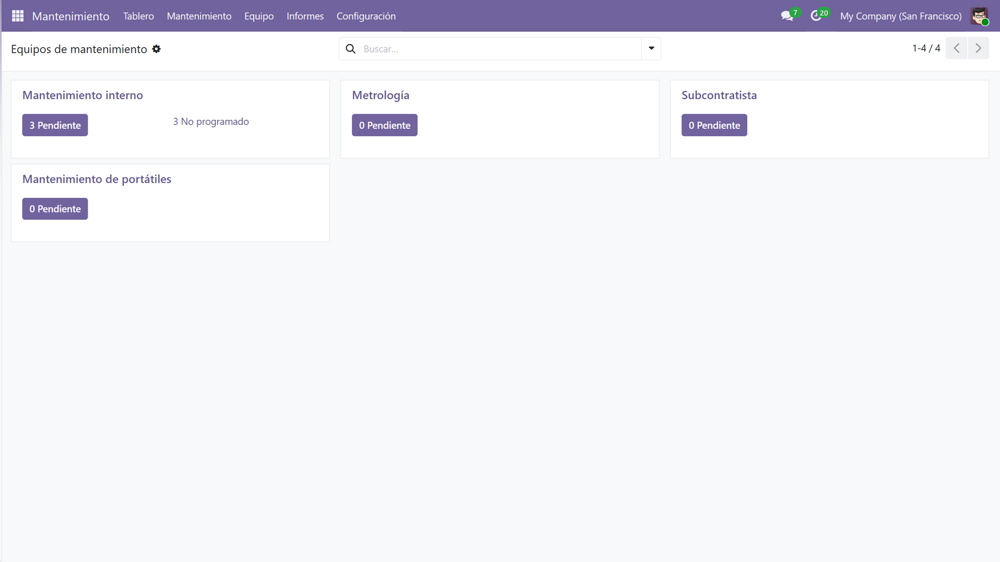 Mantenimiento Tablero Mantenimiento Equipo Informes Configuración 7 20 My Company (San Francisco)
Equipos de mantenimiento Buscar... 1-4 / 4
Mantenimiento interno
3 Pendiente 3 No programado
Metrología
0 Pendiente
Subcontratista
0 Pendiente
Mantenimiento de portátiles
0 Pendiente